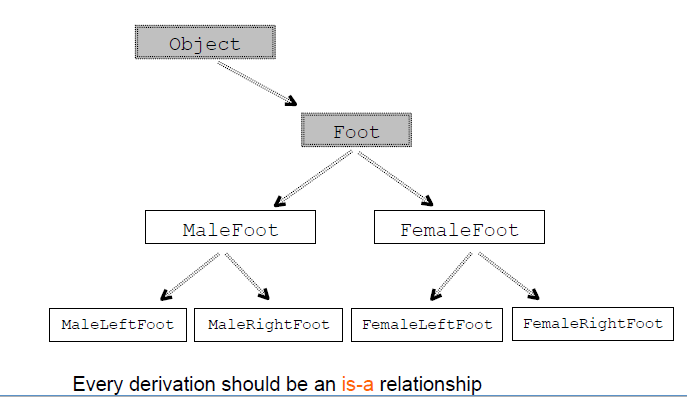 Object
Foot
MaleFoot FemaleFoot
MaleLeftFoot MaleRightFoot FemaleLeftFoot FemaleRightFoot
Every derivation should be an is-a relationship